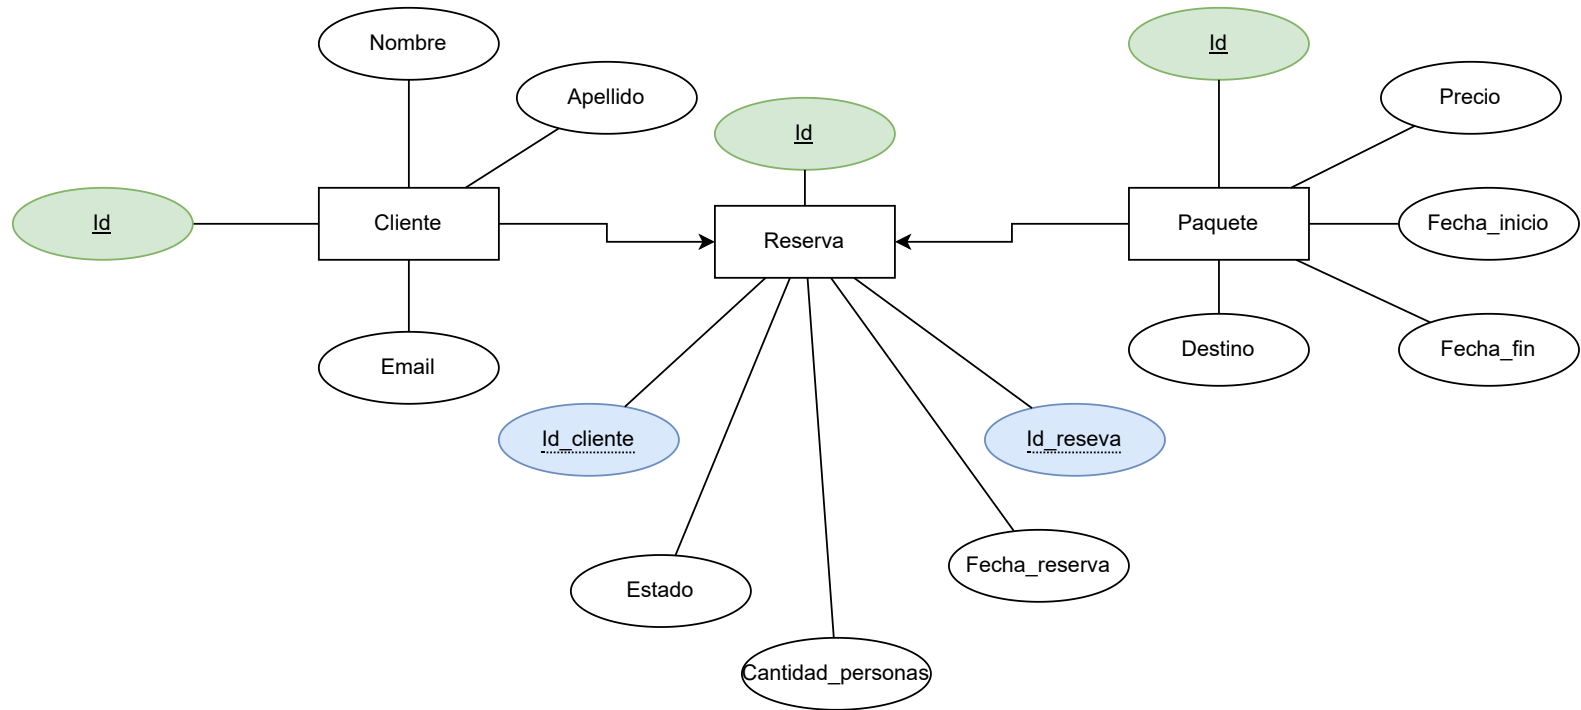 Nombre
Id
Apellido
Precio
Id
Id
Cliente
Reserva
Paquete
Fecha_inicio
Email
Destino
Fecha_fin
Id_cliente
Id_reseva
Estado
Fecha_reserva
Cantidad_personas